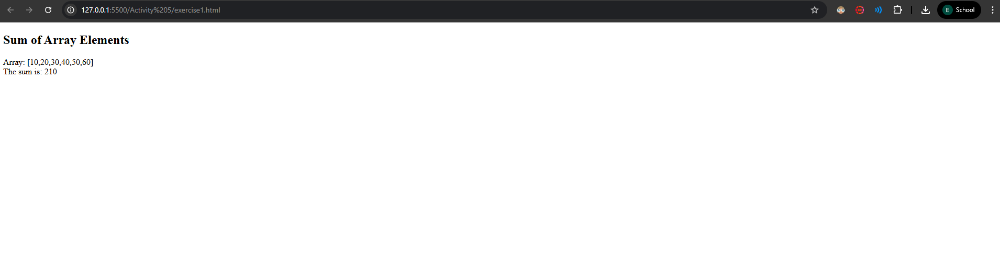 127.0.0.1:5500/Activity%205/exercise1.html
E School
Sum of Array Elements
Array: [10,20,30,40,50,60]
The sum is: 210